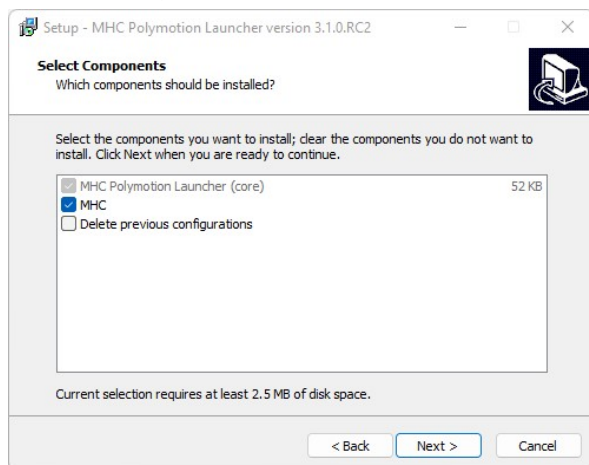 Setup - MHC Polymotion Launcher version 3.1.0.RC2
Select Components
Which components should be installed?
Select the components you want to install; clear the components you do not want to
install. Click Next when you are ready to continue.
MHC Polymotion Launcher (core) 52 KB
MHC
Delete previous configurations
Current selection requires at least 2.5 MB of disk space.
< Back Next > Cancel